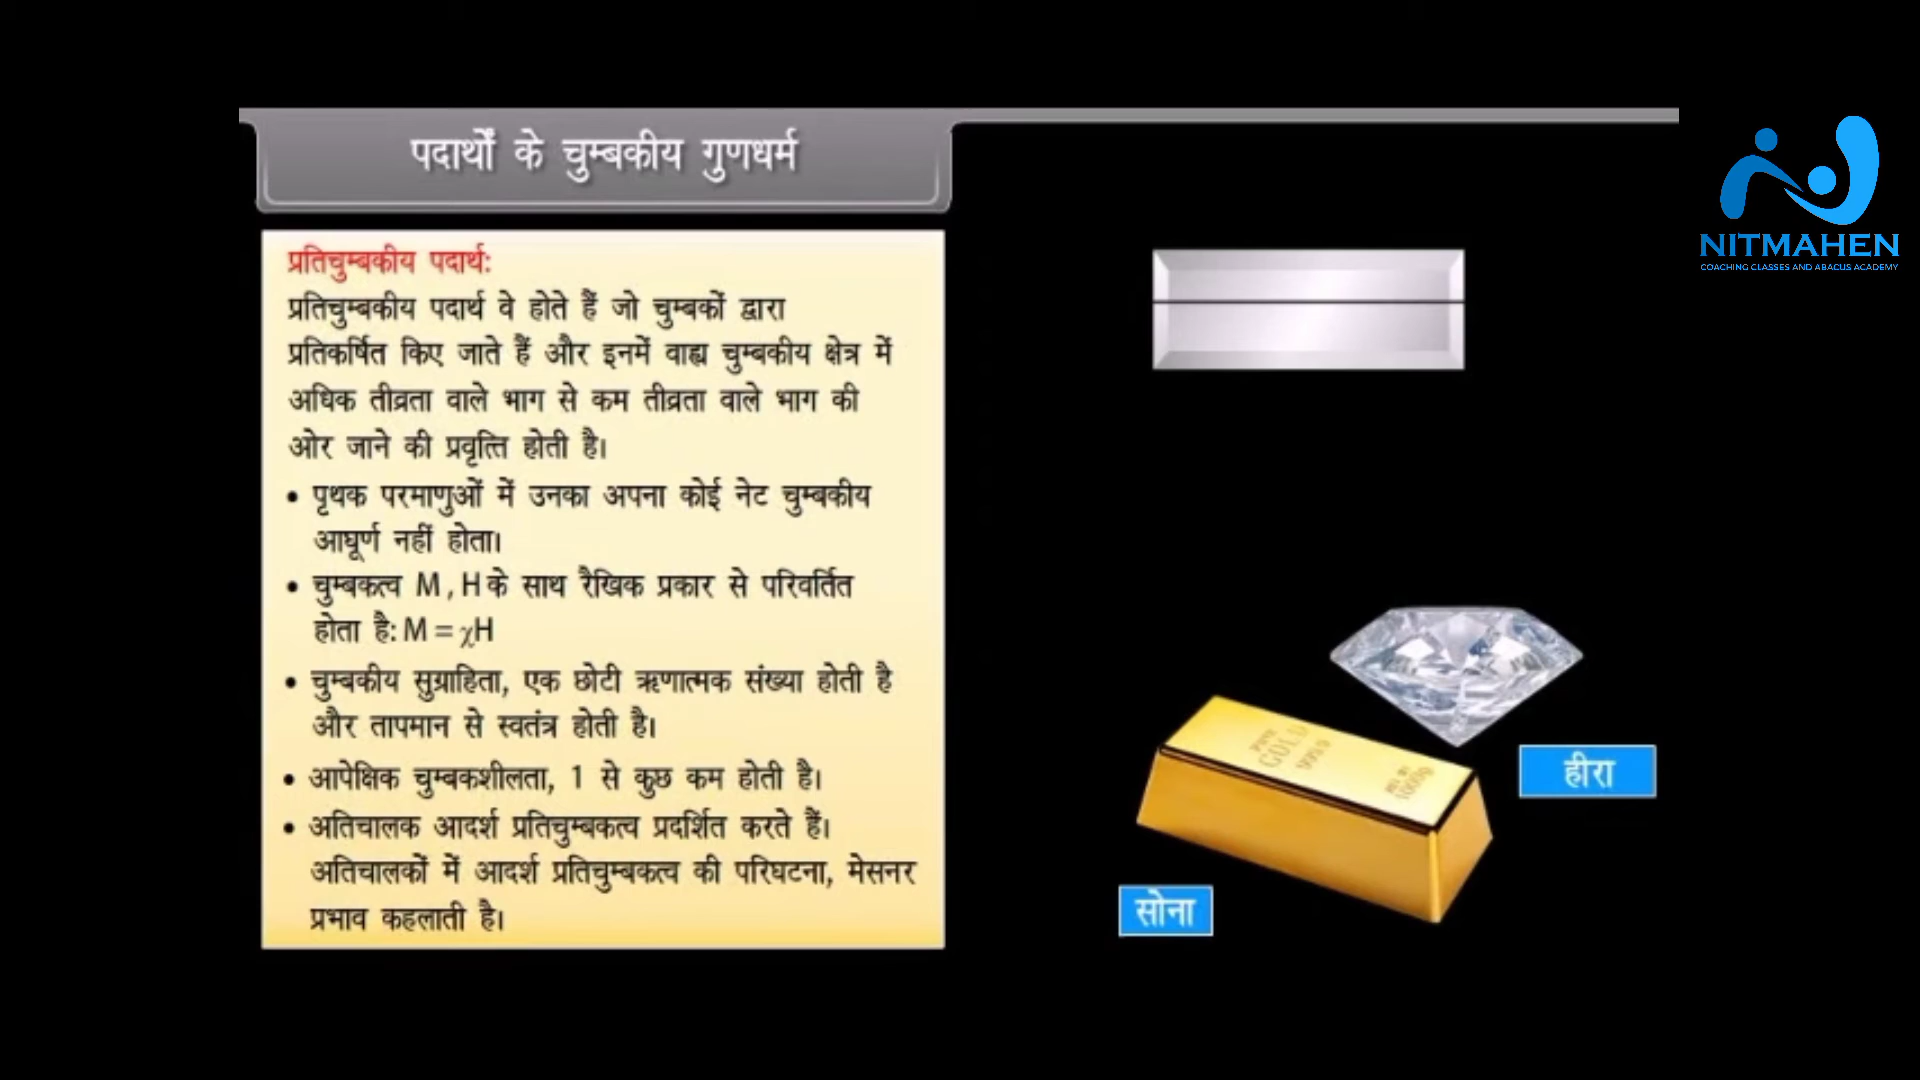 पदार्थों के चुम्बकीय गुणधर्म
NITMAHEN
COACHING CLASSES AND ABACUS ACADEMY
प्रतिचुम्बकीय पदार्थ:
प्रतिचुम्बकीय पदार्थ वे होते हैं जो चुम्बकों द्वारा
प्रतिकर्षित किए जाते हैं और इनमें वाह्य चुम्बकीय क्षेत्र में
अधिक तीव्रता वाले भाग से कम तीव्रता वाले भाग की
ओर जाने की प्रवृत्ति होती है।
• पृथक परमाणुओं में उनका अपना कोई नेट चुम्बकीय
आघूर्ण नहीं होता।
• चुम्बकत्व M , H के साथ रैखिक प्रकार से परिवर्तित
होता है: M = χH
• चुम्बकीय सुग्राहिता, एक छोटी ऋणात्मक संख्या होती है
और तापमान से स्वतंत्र होती है।
• आपेक्षिक चुम्बकशीलता, 1 से कुछ कम होती है।
• अतिचालक आदर्श प्रतिचुम्बकत्व प्रदर्शित करते हैं।
अतिचालकों में आदर्श प्रतिचुम्बकत्व की परिघटना, मेसनर
प्रभाव कहलाती है।
GOLD
999.9
1000g
हीरा
सोना